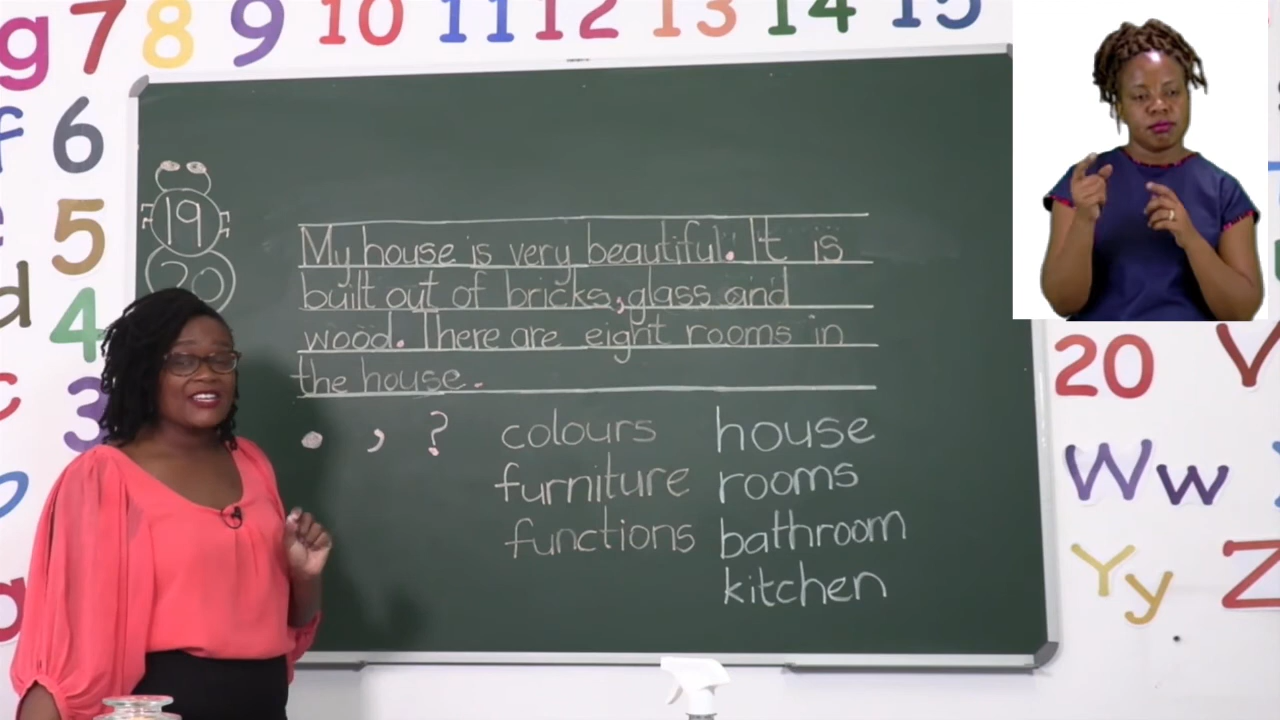 g 7 8 9 10 11 12 13 14 15
f 6
5
d 4
c 3
a
19
20
My house is very beautiful. It is
built out of bricks, glass and
wood. There are eight rooms in
the house.
. , ?
colours house
furniture rooms
functions bathroom
kitchen
20 V
W w
Y y Z